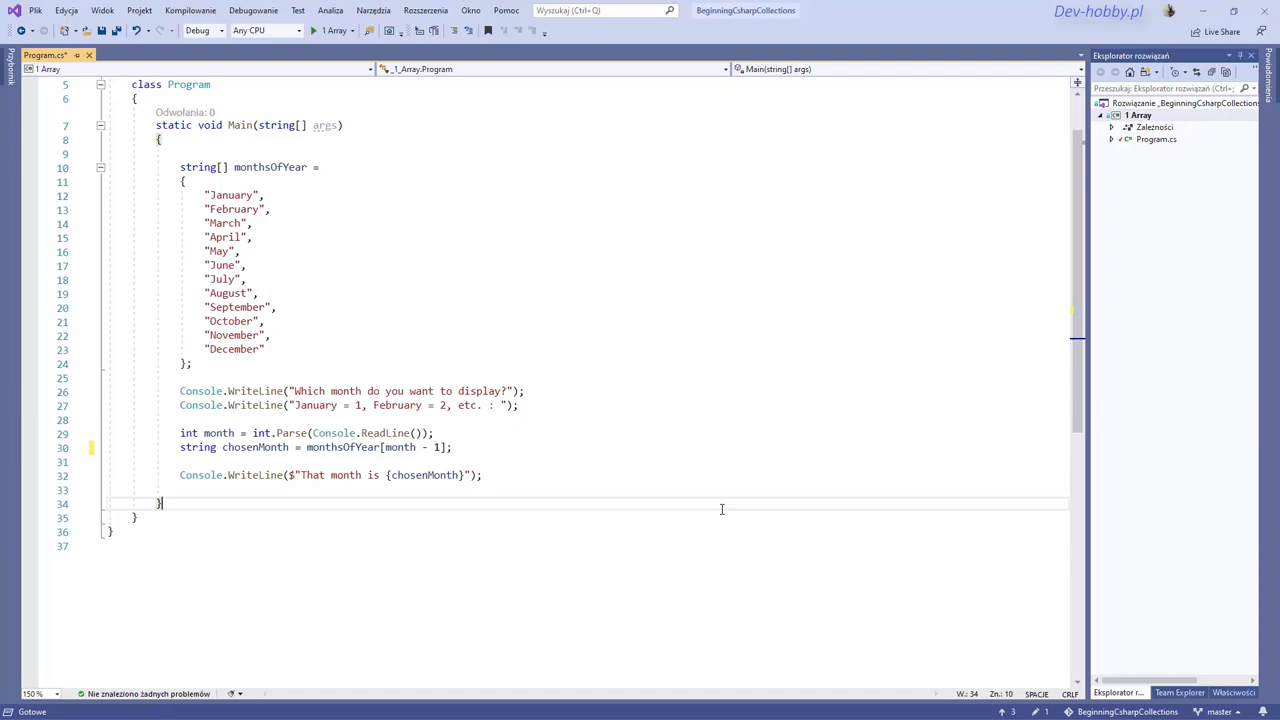 Plik Edycja Widok Projekt Kompilowanie Debugowanie Test Analiza Narzędzia Rozszerzenia Okno Pomoc Wyszukaj (Ctrl+Q) BeginningCsharpCollections Dev-hobby.pl
Debug Any CPU 1 Array Live Share
Przybornik
Program.cs*
1 Array _1_Array.Program Main(string[] args)
5 class Program
6 {
Odwołania: 0
7 static void Main(string[] args)
8 {
9
10 string[] monthsOfYear =
11 {
12 "January",
13 "February",
14 "March",
15 "April",
16 "May",
17 "June",
18 "July",
19 "August",
20 "September",
21 "October",
22 "November",
23 "December"
24 };
25
26 Console.WriteLine("Which month do you want to display?");
27 Console.WriteLine("January = 1, February = 2, etc. : ");
28
29 int month = int.Parse(Console.ReadLine());
30 string chosenMonth = monthsOfYear[month - 1];
31
32 Console.WriteLine($"That month is {chosenMonth}");
33
34 }
35 }
36 }
37
150 % Nie znaleziono żadnych problemów W.: 34 Zn.: 10 SPACJE CRLF
Eksplorator rozwiązań
Przeszukaj: Eksplorator rozwiązań (Ctrl+;
Rozwiązanie „BeginningCsharpCollections
1 Array
Zależności
Program.cs
Eksplorator r... Team Explorer Właściwości
Powiadomienia
Gotowe 3 1 BeginningCsharpCollections master